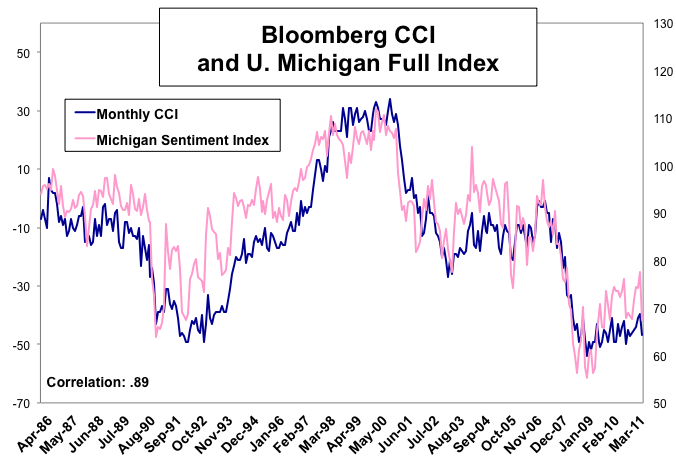 Bloomberg CCI
and U. Michigan Full Index
Monthly CCI
Michigan Sentiment Index
50
30
10
-10
-30
-50
-70
130
120
110
100
90
80
70
60
50
Correlation: .89
Apr-86
May-87
Jun-88
Jul-89
Aug-90
Sep-91
Oct-92
Nov-93
Dec-94
Jan-96
Feb-97
Mar-98
Apr-99
May-00
Jun-01
Jul-02
Aug-03
Sep-04
Oct-05
Nov-06
Dec-07
Jan-09
Feb-10
Mar-11